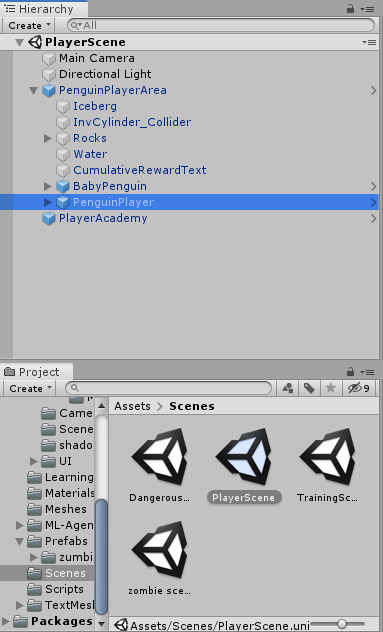 Hierarchy
Create All
PlayerScene
Main Camera
Directional Light
PenguinPlayerArea
Iceberg
InvCylinder_Collider
Rocks
Water
CumulativeRewardText
BabyPenguin
PenguinPlayer
PlayerAcademy
Project
Create 9
Came
Scene
shado
UI
Learning
Materials
Meshes
ML-Agen
Prefabs
zumbi
Scenes
Scripts
TextMesh
Packages
Assets > Scenes
Dangerous... PlayerScene TrainingSc...
zombie sce...
Assets/Scenes/PlayerScene.uni